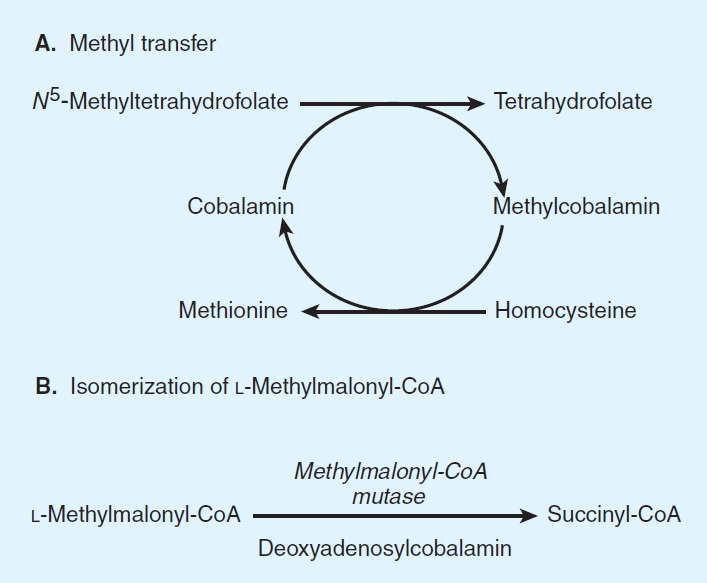 A. Methyl transfer
N5-Methyltetrahydrofolate Tetrahydrofolate
Cobalamin Methylcobalamin
Methionine Homocysteine
B. Isomerization of L-Methylmalonyl-CoA
Methylmalonyl-CoA
mutase
L-Methylmalonyl-CoA Succinyl-CoA
Deoxyadenosylcobalamin